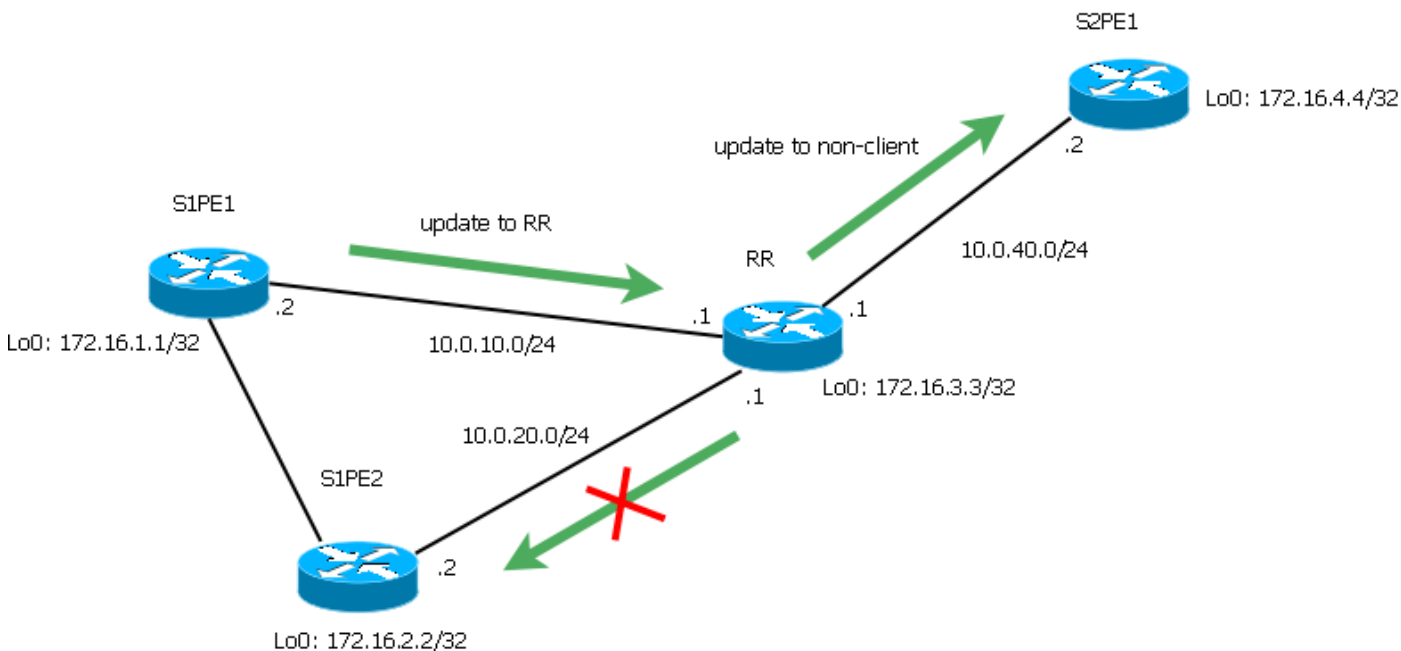 S2PE1
Lo0: 172.16.4.4/32
.2
update to non-client
S1PE1
update to RR
10.0.40.0/24
RR
.2
.1
.1
Lo0: 172.16.1.1/32
10.0.10.0/24
Lo0: 172.16.3.3/32
.1
10.0.20.0/24
S1PE2
.2
Lo0: 172.16.2.2/32